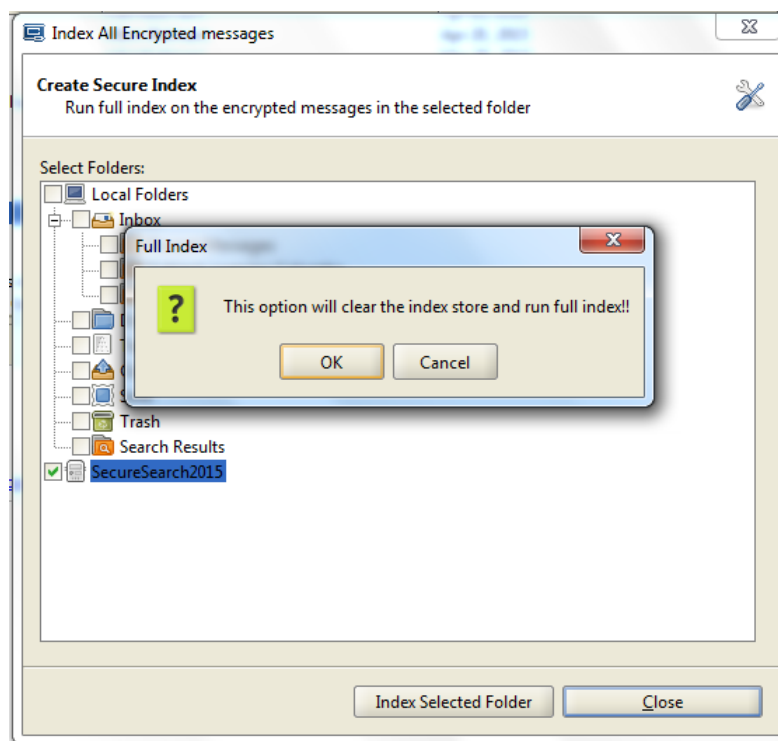 Index All Encrypted messages
Create Secure Index
Run full index on the encrypted messages in the selected folder
Select Folders:
Local Folders
Inbox
Full Index
This option will clear the index store and run full index!!
OK Cancel
Trash
Search Results
SecureSearch2015
Index Selected Folder Close